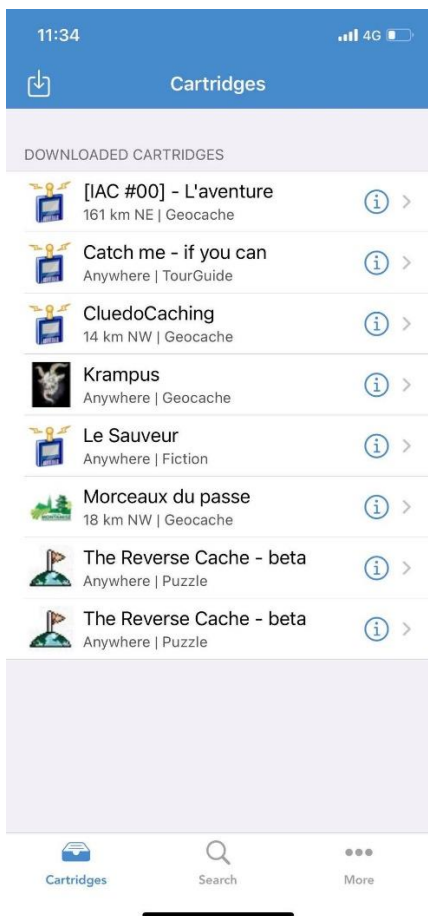 11:34
4G
Cartridges
DOWNLOADED CARTRIDGES
[IAC #00] - L'aventure
161 km NE | Geocache
Catch me - if you can
Anywhere | TourGuide
CluedoCaching
14 km NW | Geocache
Krampus
Anywhere | Geocache
Le Sauveur
Anywhere | Fiction
Morceaux du passe
18 km NW | Geocache
The Reverse Cache - beta
Anywhere | Puzzle
The Reverse Cache - beta
Anywhere | Puzzle
Cartridges
Search
More